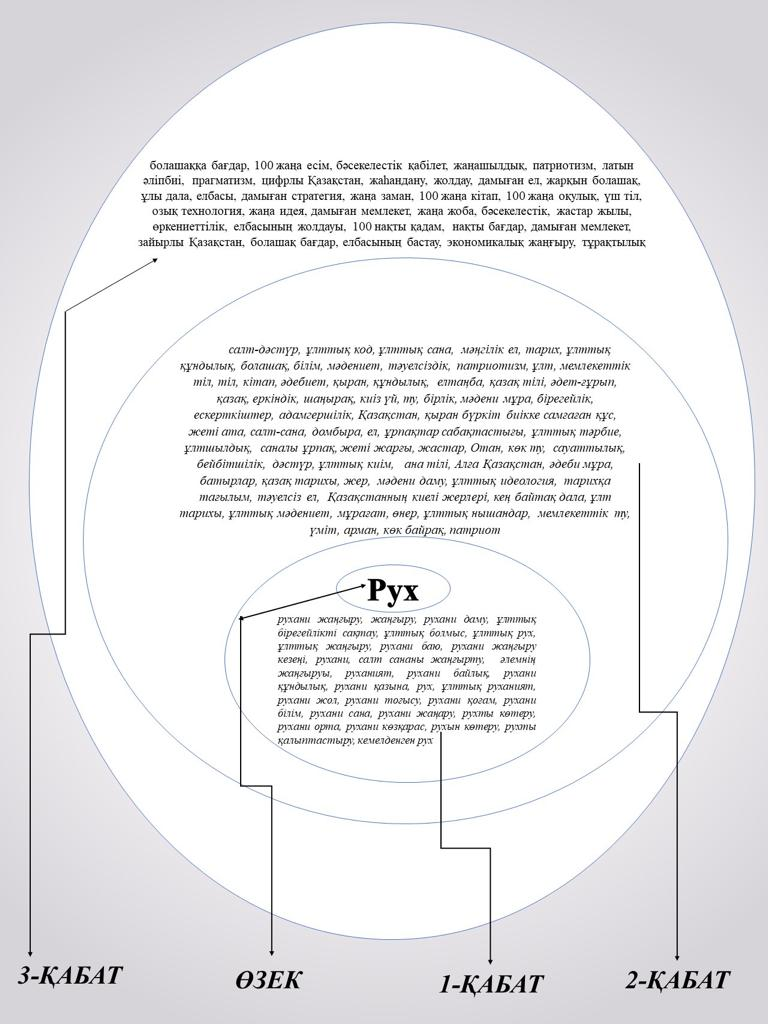 болашаққа бағдар, 100 жаңа есім, бәсекелестік қабілет, жаңашылдық, патриотизм, латын
әліпбиі, прагматизм, цифрлы Қазақстан, жаһандану, жолдау, дамыған ел, жарқын болашақ,
ұлы дала, елбасы, дамыған стратегия, жаңа заман, 100 жаңа кітап, 100 жаңа оқулық, үш тіл,
озық технология, жаңа идея, дамыған мемлекет, жаңа жоба, бәсекелестік, жастар жылы,
өркениеттілік, елбасының жолдауы, 100 нақты қадам, нақты бағдар, дамыған мемлекет,
зайырлы Қазақстан, болашақ бағдар, елбасының бастау, экономикалық жаңғыру, тұрақтылық
салт-дәстүр, ұлттық код, ұлттық сана, мәңгілік ел, тарих, ұлттық
құндылық, болашақ, білім, мәдениет, тәуелсіздік, патриотизм, ұлт, мемлекеттік
тіл, тіл, кітап, әдебиет, қыран, құндылық, елтаңба, қазақ тілі, әдет-ғұрып,
қазақ, еркіндік, шаңырақ, киіз үй, ту, бірлік, мәдени мұра, бірегейлік,
ескерткіштер, адамгершілік, Қазақстан, қыран бүркіт биікке самғаған құс,
жеті ата, салт-сана, домбыра, ел, ұрпақтар сабақтастығы, ұлттық тәрбие,
ұлтшылдық, саналы ұрпақ, жеті жарғы, жастар, Отан, көк ту, сауаттылық,
бейбітшілік, дәстүр, ұлттық киім, ана тілі, Алға Қазақстан, әдеби мұра,
батырлар, қазақ тарихы, жер, мәдени даму, ұлттық идеология, тарихқа
тағылым, тәуелсіз ел, Қазақстанның киелі жерлері, кең байтақ дала, ұлт
тарихы, ұлттық мәдениет, мұрағат, өнер, ұлттық нышандар, мемлекеттік ту,
үміт, арман, көк байрақ, патриот
Рух
рухани жаңғыру, жаңғыру, рухани даму, ұлттық
бірегейлікті сақтау, ұлттық болмыс, ұлттық рух,
ұлттық жаңғыру, рухани баю, рухани жаңғыру
кезеңі, рухани, салт сананы жаңғырту, әлемнің
жаңғыруы, руханият, рухани байлық, рухани
құндылық, рухани қазына, рух, ұлттық руханият,
рухани жол, рухани тоғысу, рухани қоғам, рухани
білім, рухани сана, рухани жаңару, рухты көтеру,
рухани орта, рухани көзқарас, рухын көтеру, рухты
қалыптастыру, кемелденген рух
3-ҚАБАТ
ӨЗЕК
1-ҚАБАТ
2-ҚАБАТ